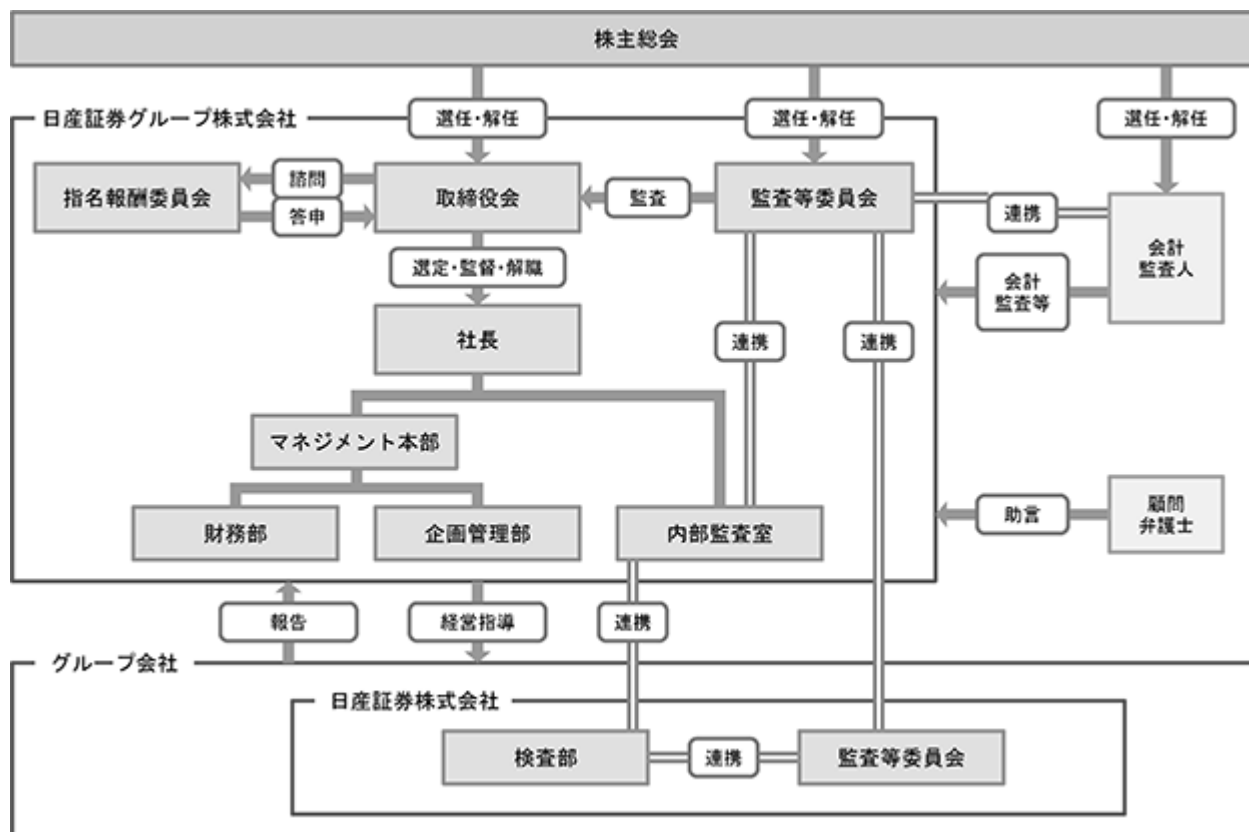 株主総会
選任・解任
選任・解任
選任・解任
日産証券グループ株式会社
指名報酬委員会
諮問
答申
取締役会
監査
監査等委員会
連携
会計
監査人
選定・監督・解職
会計
監査等
社長
連携
連携
マネジメント本部
財務部
企画管理部
内部監査室
助言
顧問
弁護士
報告
経営指導
連携
グループ会社
日産証券株式会社
検査部
連携
監査等委員会